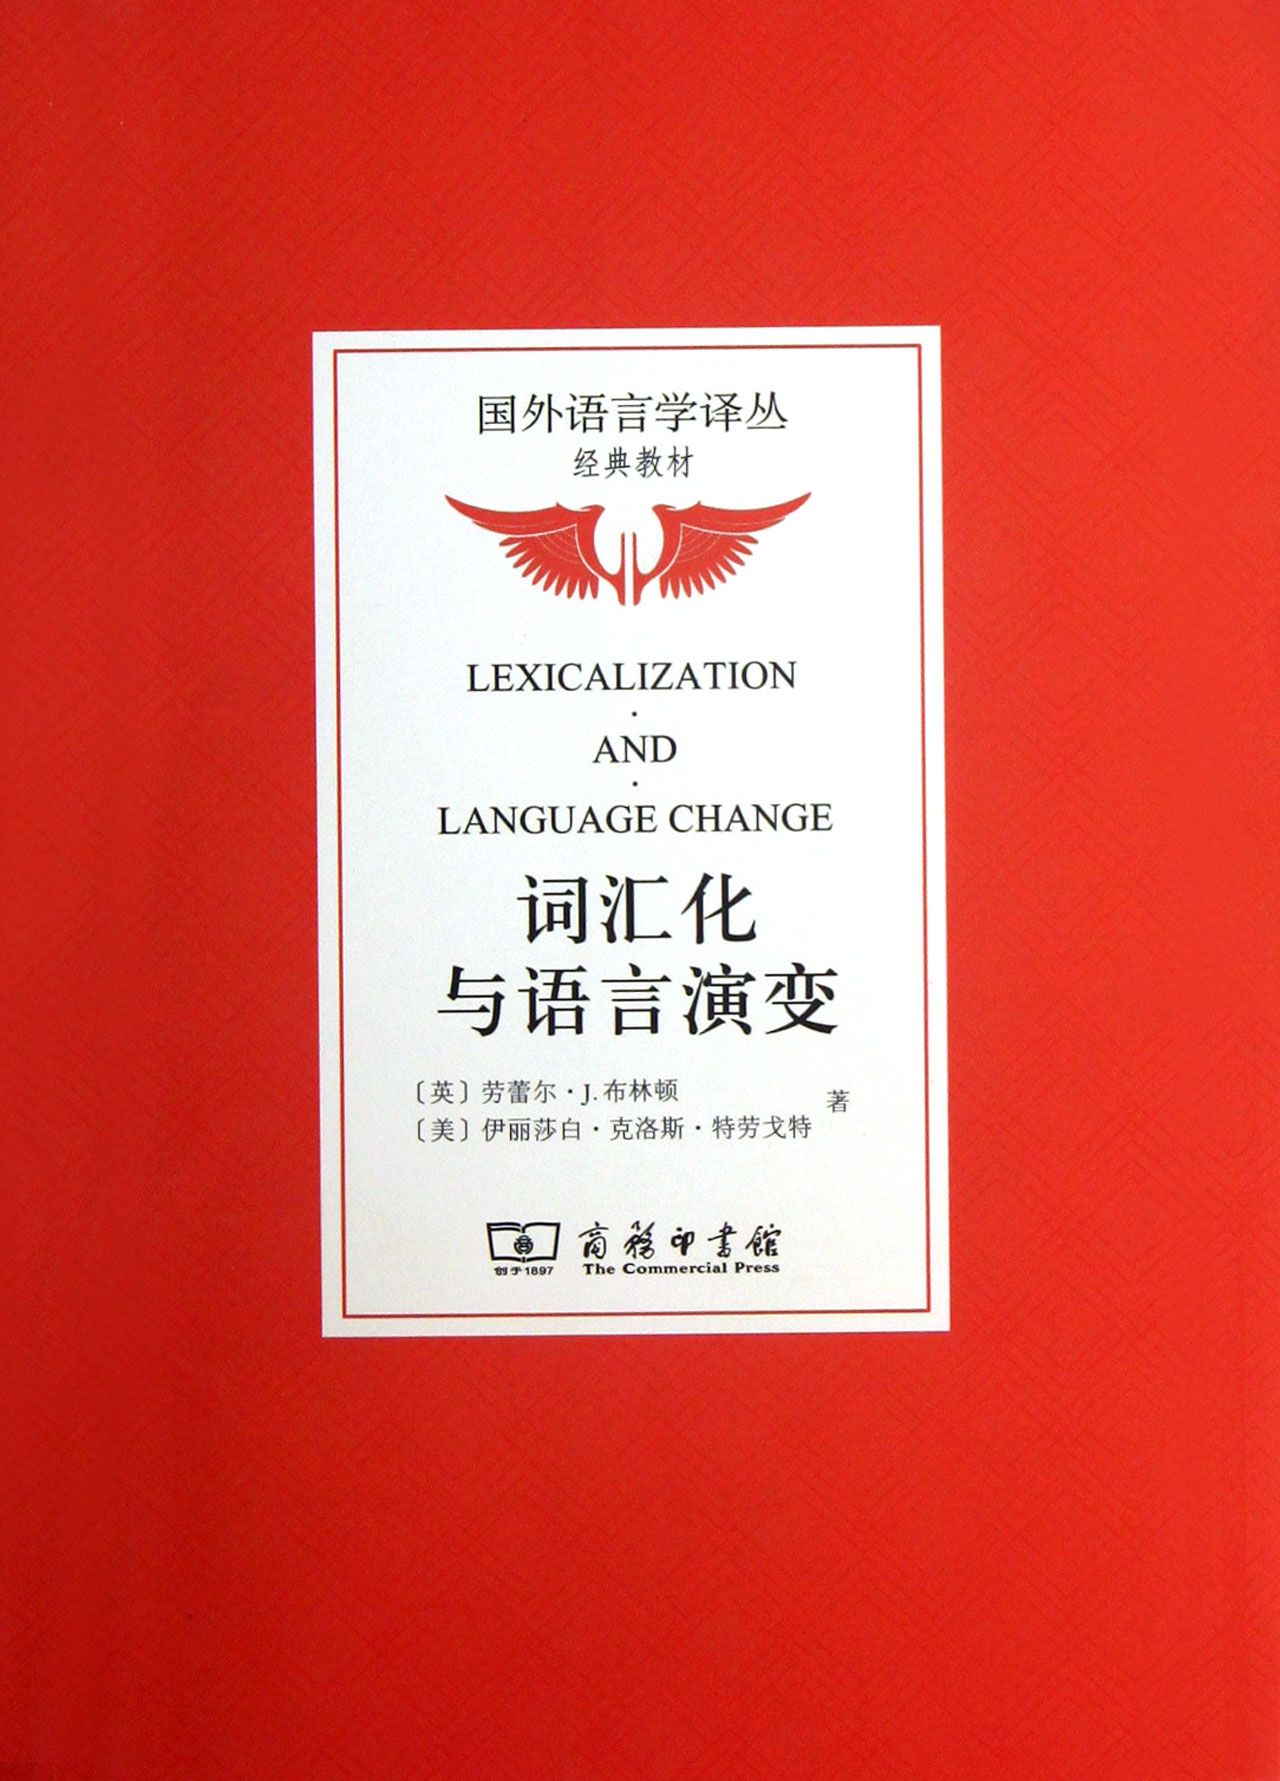 国外语言学译丛
经典教材
LEXICALIZATION
·
AND
·
LANGUAGE CHANGE
词汇化
与语言演变
〔英〕劳蕾尔·J.布林顿
〔美〕伊丽莎白·克洛斯·特劳戈特 著
商務印書館
创于1897 The Commercial Press